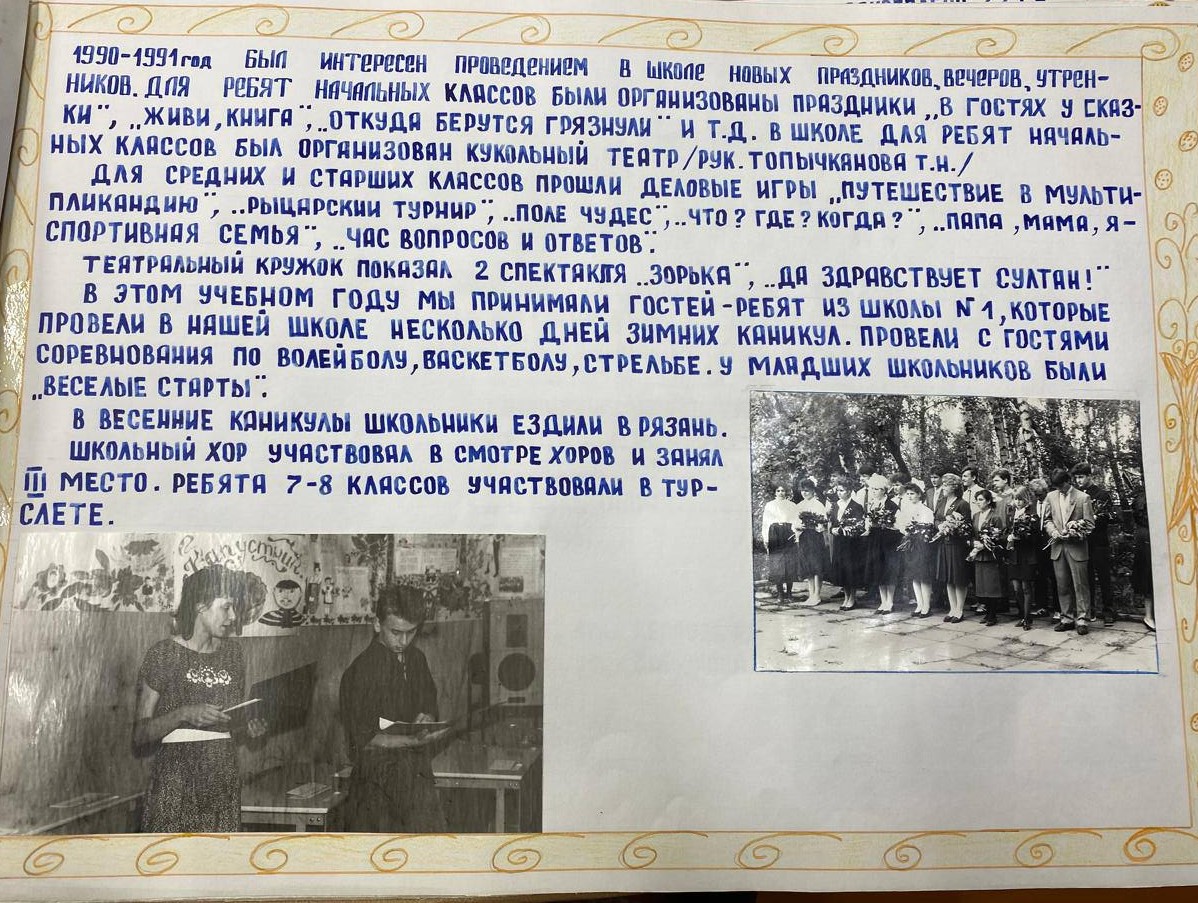 1990-1991 год был интересен проведением в школе новых праздников, вечеров, утрен-
ников. Для ребят начальных классов были организованы праздники „В гостях у сказ-
ки", „Живи, книга", „Откуда берутся грязнули" и т.д. В школе для ребят началь-
ных классов был организован кукольный театр /рук. Топычканова Т.Н./
Для средних и старших классов прошли деловые игры „Путешествие в мульти-
пликандию", „Рыцарский турнир", „Поле чудес", „Что? Где? Когда?", „Папа, мама, я-
спортивная семья", „Час вопросов и ответов".
Театральный кружок показал 2 спектакля „Зорька", „Да здравствует султан!"
В этом учебном году мы принимали гостей-ребят из школы N1, которые
провели в нашей школе несколько дней зимних каникул. Провели с гостями
соревнования по волейболу, баскетболу, стрельбе. У младших школьников были
„Веселые старты".
В весенние каникулы школьники ездили в Рязань.
Школьный хор участвовал в смотре хоров и занял
III место. Ребята 7-8 классов участвовали в тур-
слете.
Капустник